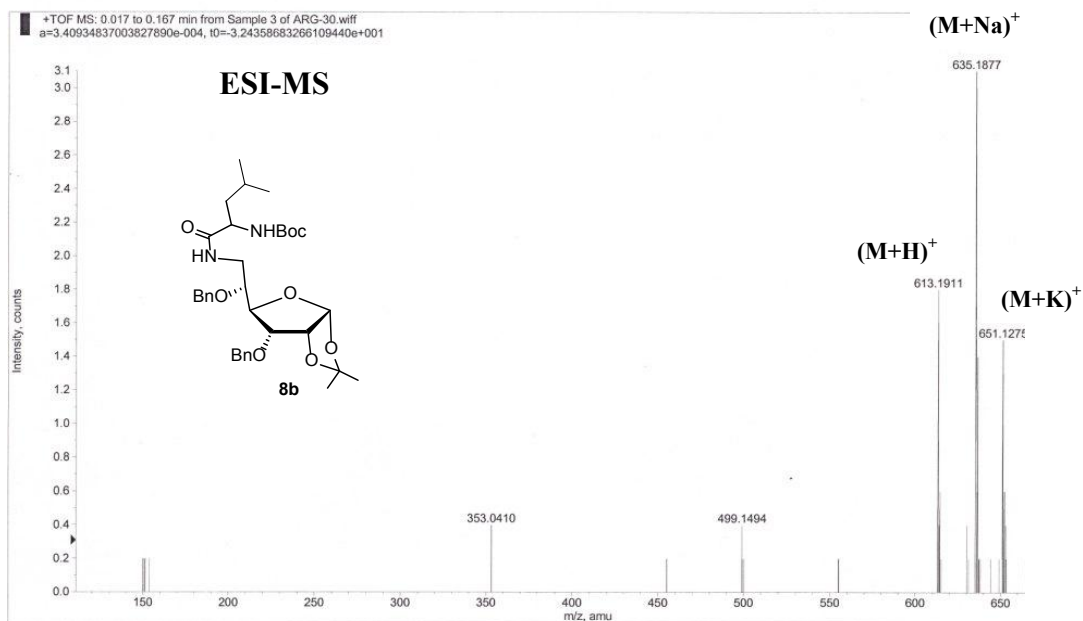 +TOF MS: 0.017 to 0.167 min from Sample 3 of ARG-30.wiff
a=3.40934837003827890e-004, t0=-3.24358683266109440e+001
(M+Na)+
635.1877
ESI-MS
3.1
3.0
2.8
2.6
2.4
2.2
2.0
1.8
1.6
1.4
1.2
1.0
0.8
0.6
0.4
0.2
0.0
Intensity, counts
O
NHBoc
HN
BnO
O
BnO
O
O
8b
(M+H)+
613.1911
(M+K)+
651.1275
353.0410
499.1494
150
200
250
300
350
400
450
500
550
600
650
m/z, amu